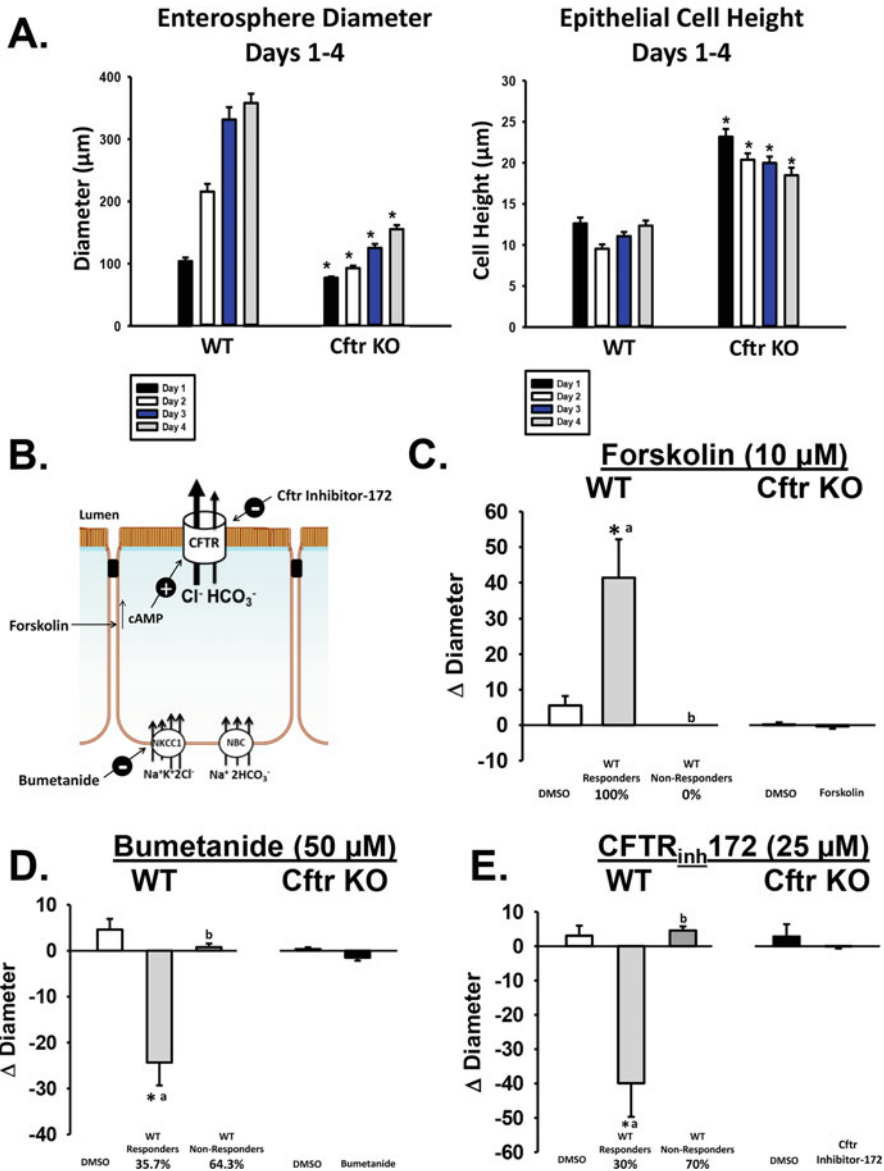 A.
Enterosphere Diameter
Days 1-4
Diameter (μm)
400
300
200
100
0
*
*
*
*
WT
Cftr KO
Day 1
Day 2
Day 3
Day 4
Epithelial Cell Height
Days 1-4
Cell Height (μm)
30
25
20
15
10
5
0
*
*
*
*
WT
Cftr KO
Day 1
Day 2
Day 3
Day 4
B.
Lumen
Cftr Inhibitor-172
-
CFTR
+
Cl⁻ HCO₃⁻
cAMP
Forskolin
Bumetanide
-
NKCC1
NBC
Na⁺K⁺2Cl⁻
Na⁺ 2HCO₃⁻
C.
Forskolin (10 μM)
WT
Cftr KO
Δ Diameter
60
50
40
30
20
10
0
-10
* a
b
DMSO
WT
Responders
100%
WT
Non-Responders
0%
DMSO
Forskolin
D.
Bumetanide (50 μM)
WT
Cftr KO
Δ Diameter
10
0
-10
-20
-30
-40
b
* a
DMSO
WT
Responders
35.7%
WT
Non-Responders
64.3%
DMSO
Bumetanide
E.
CFTRinh172 (25 μM)
WT
Cftr KO
Δ Diameter
10
0
-10
-20
-30
-40
-50
-60
b
*a
DMSO
WT
Responders
30%
WT
Non-Responders
70%
DMSO
Cftr
Inhibitor-172